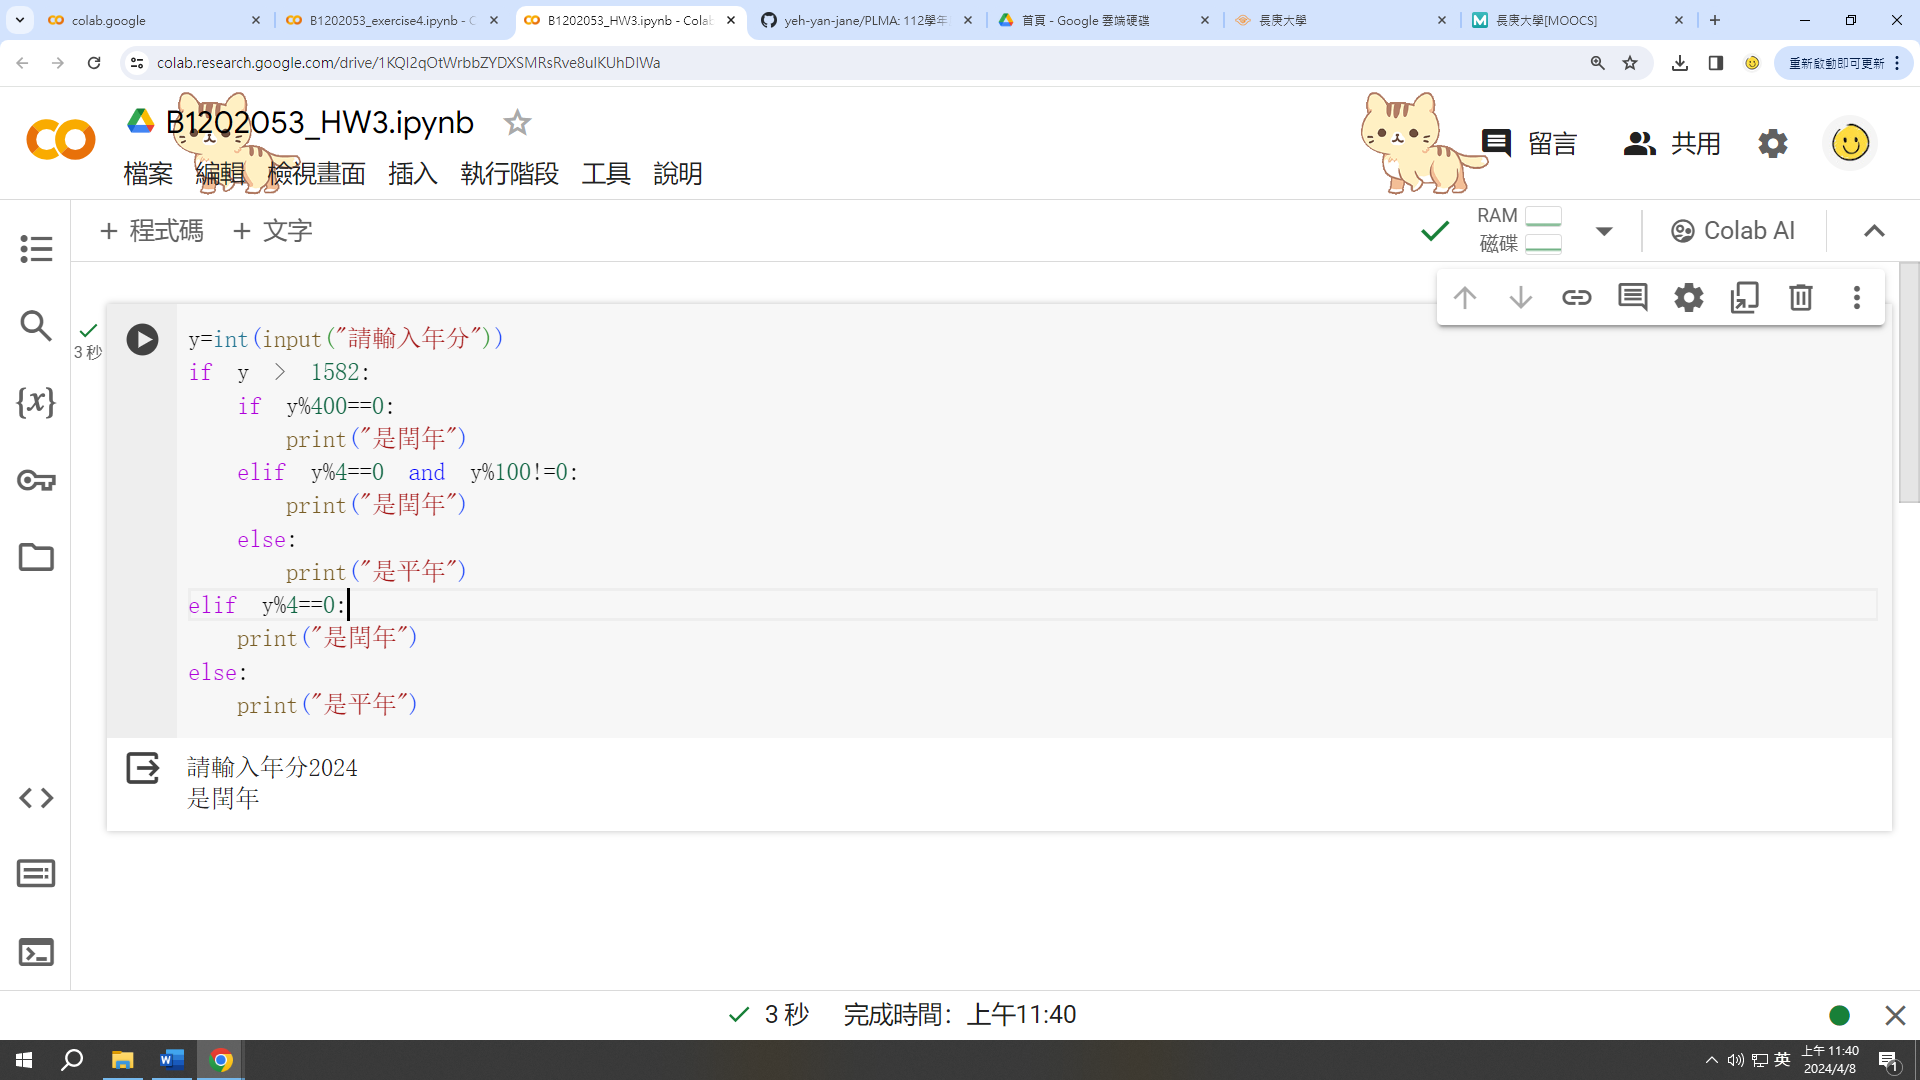 colab.google
B1202053_exercise4.ipynb - C
B1202053_HW3.ipynb - Colab
yeh-yan-jane/PLMA: 112學年
首頁 - Google 雲端硬碟
長庚大學
長庚大學[MOOCS]
colab.research.google.com/drive/1KQI2qOtWrbbZYDXSMRsRve8uIKUhDIWa
重新啟動即可更新
B1202053_HW3.ipynb
檔案 編輯 檢視畫面 插入 執行階段 工具 說明
留言
共用
+ 程式碼 + 文字
RAM
磁碟
Colab AI
3 秒
y=int(input("請輸入年分"))
if y > 1582:
    if y%400==0:
        print("是閏年")
    elif y%4==0 and y%100!=0:
        print("是閏年")
    else:
        print("是平年")
elif y%4==0:
    print("是閏年")
else:
    print("是平年")
請輸入年分2024
是閏年
3 秒 完成時間: 上午11:40
英
上午 11:40
2024/4/8
1